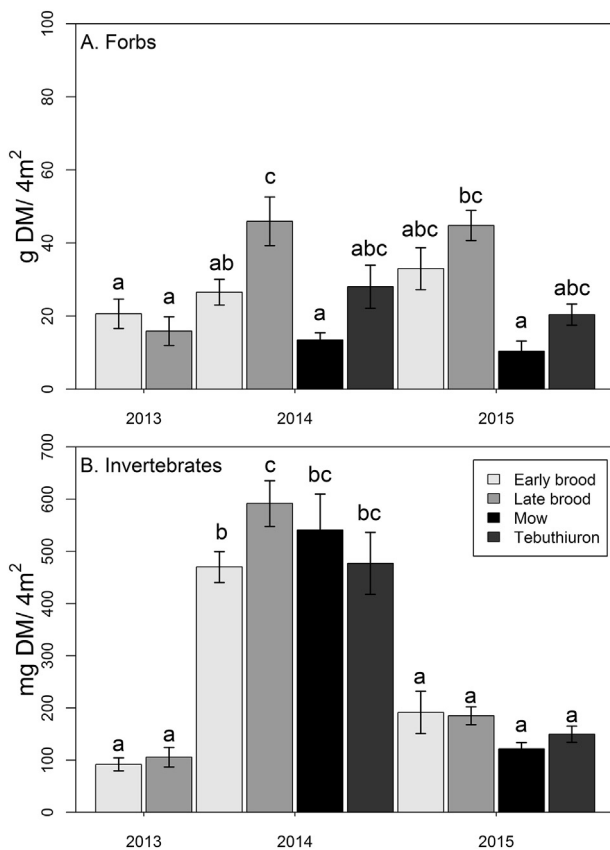 A. Forbs
g DM/ 4m²
100
80
60
40
20
0
a
a
ab
c
a
abc
abc
bc
a
abc
2013
2014
2015
B. Invertebrates
mg DM/ 4m²
700
600
500
400
300
200
100
0
a
a
b
c
bc
bc
a
a
a
a
Early brood
Late brood
Mow
Tebuthiuron
2013
2014
2015